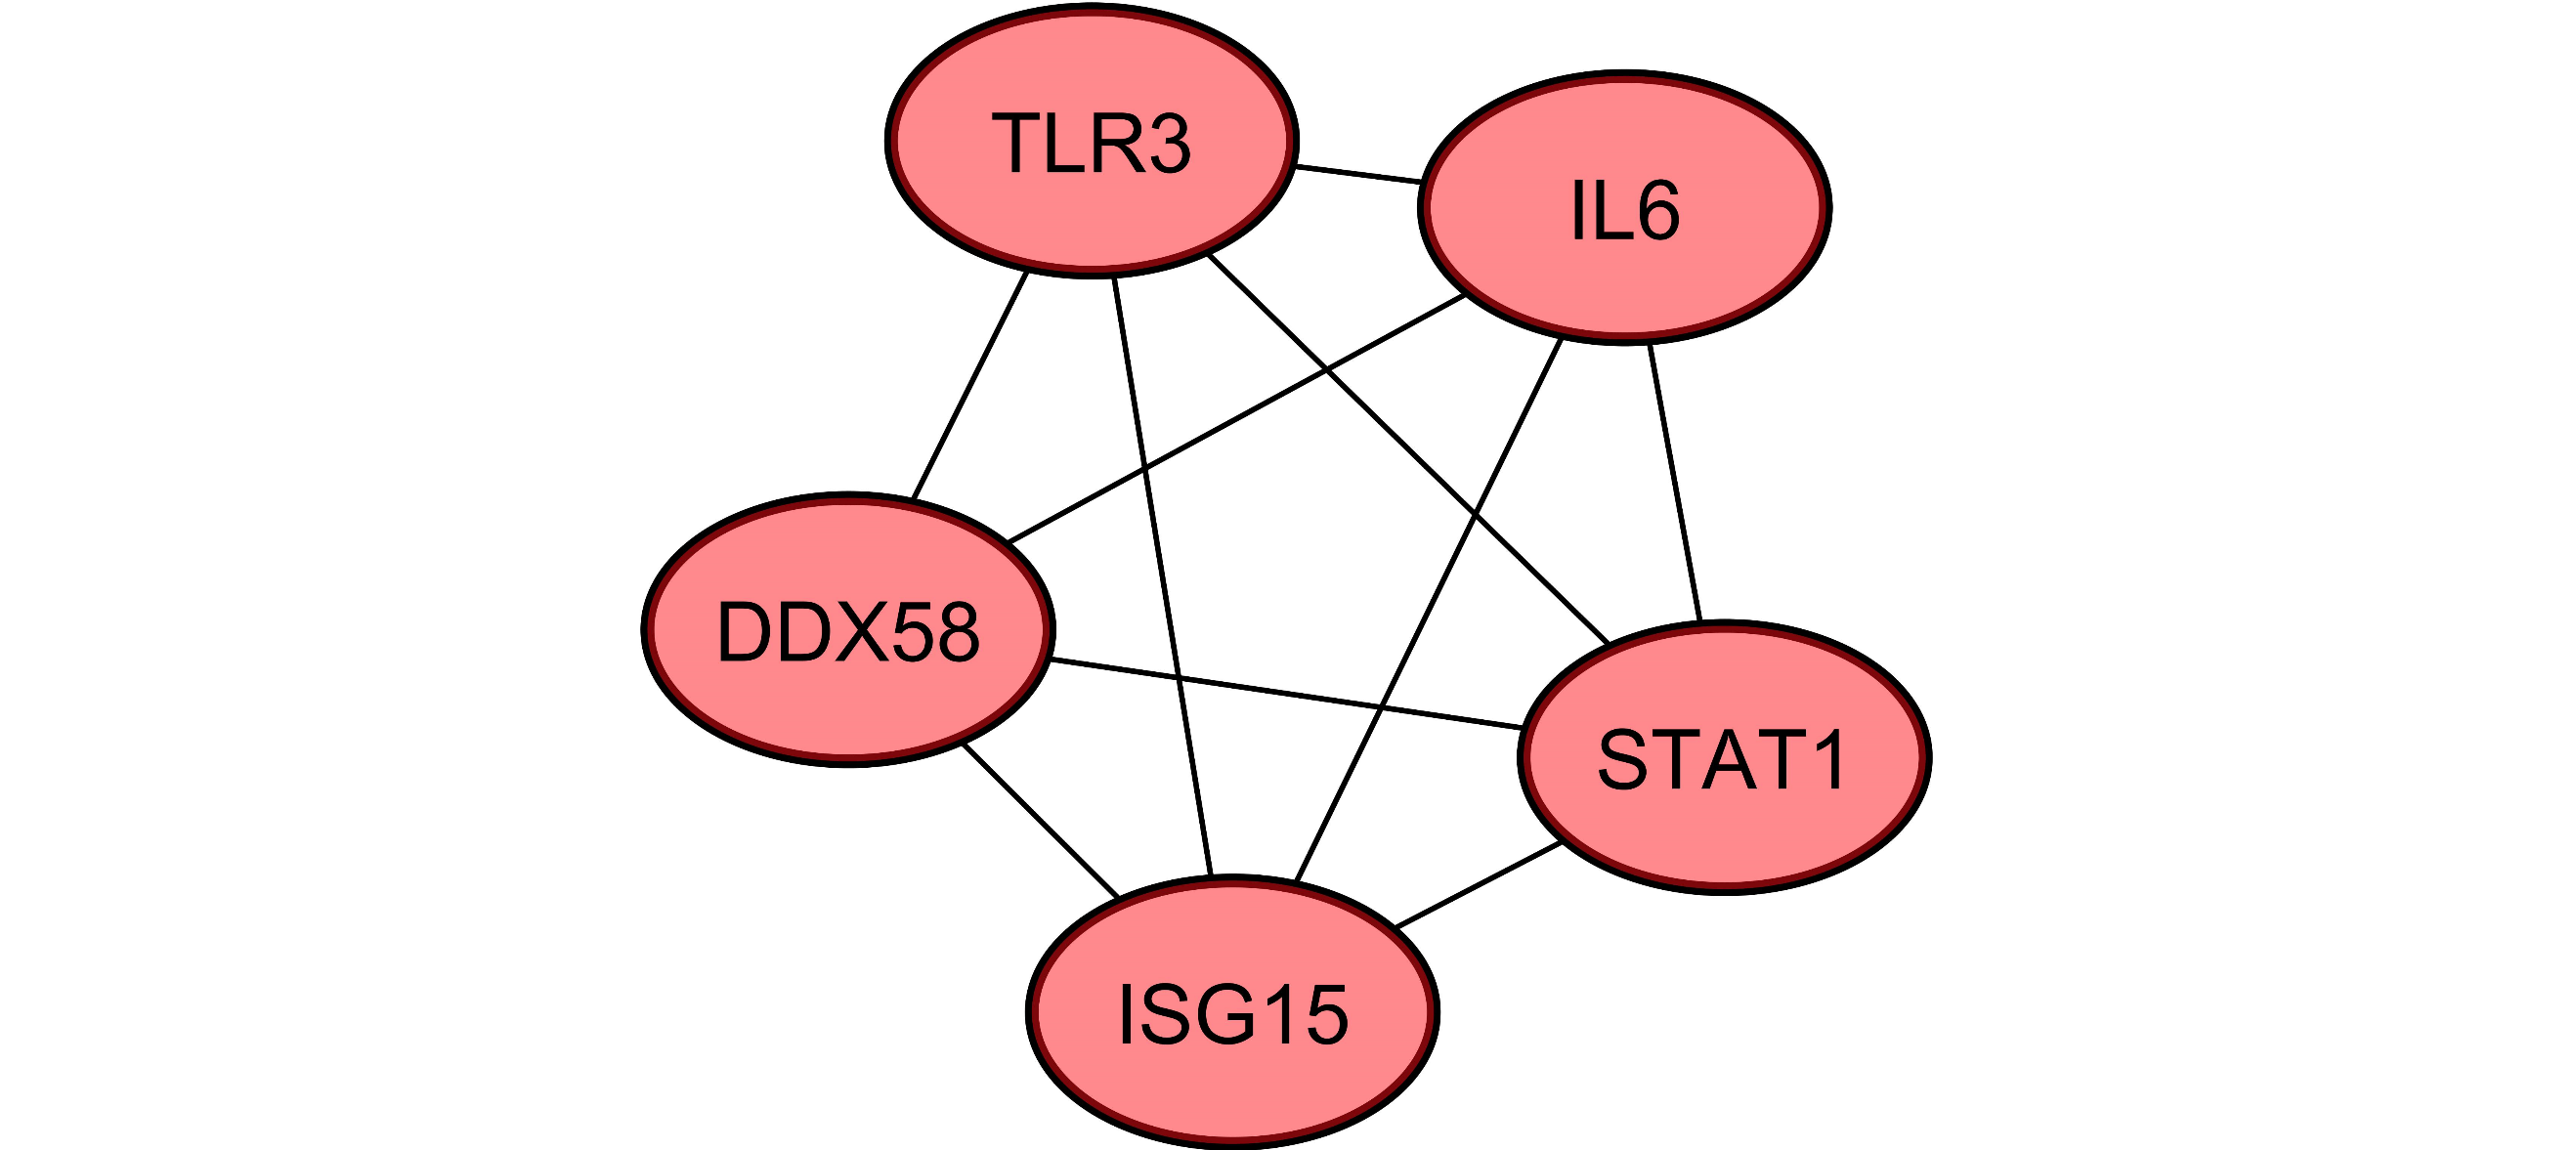 TLR3
IL6
DDX58
STAT1
ISG15